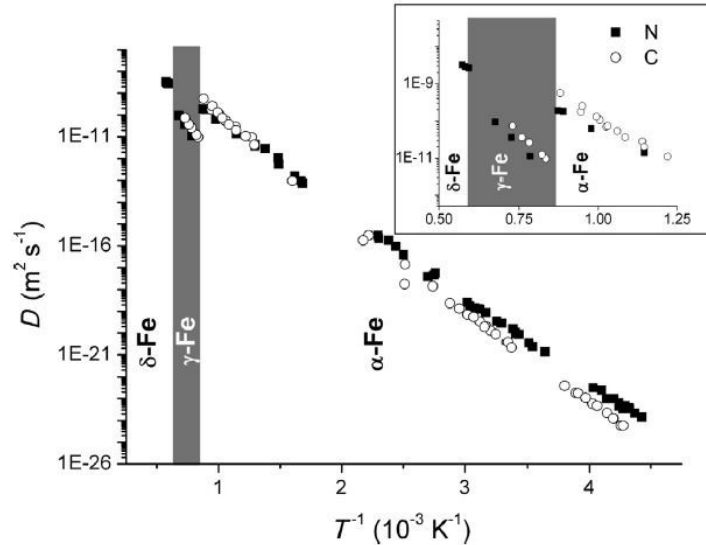 1E-9
1E-11
δ-Fe
γ-Fe
α-Fe
0.50
0.75
1.00
1.25
N
C
D (m² s⁻¹)
1E-11
1E-16
1E-21
1E-26
δ-Fe
γ-Fe
α-Fe
1
2
3
4
T⁻¹ (10⁻³ K⁻¹)